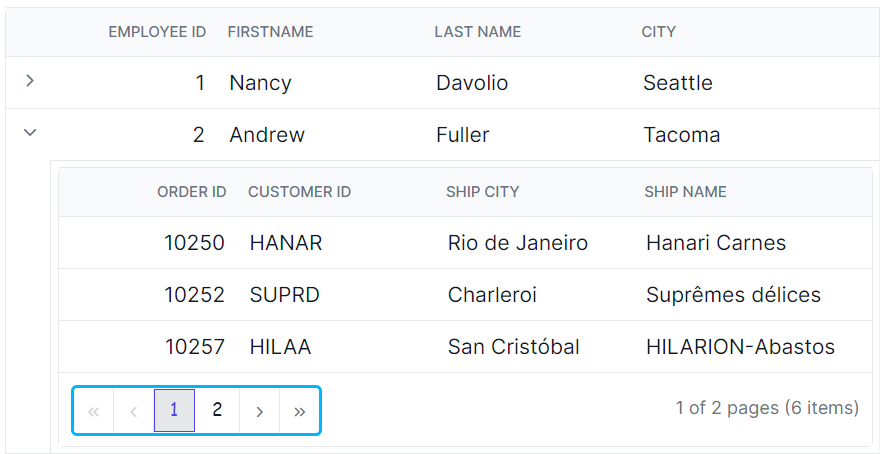 EMPLOYEE ID FIRSTNAME LAST NAME CITY
1 Nancy Davolio Seattle
2 Andrew Fuller Tacoma
ORDER ID CUSTOMER ID SHIP CITY SHIP NAME
10250 HANAR Rio de Janeiro Hanari Carnes
10252 SUPRD Charleroi Suprêmes délices
10257 HILAA San Cristóbal HILARION-Abastos
« ‹ 1 2 › » 1 of 2 pages (6 items)